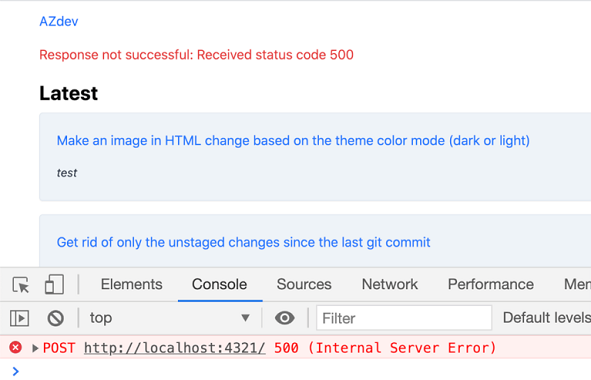 AZdev
Response not successful: Received status code 500
Latest
Make an image in HTML change based on the theme color mode (dark or light)
test
Get rid of only the unstaged changes since the last git commit
Elements Console Sources Network Performance Mem
top Filter Default levels
POST http://localhost:4321/ 500 (Internal Server Error)